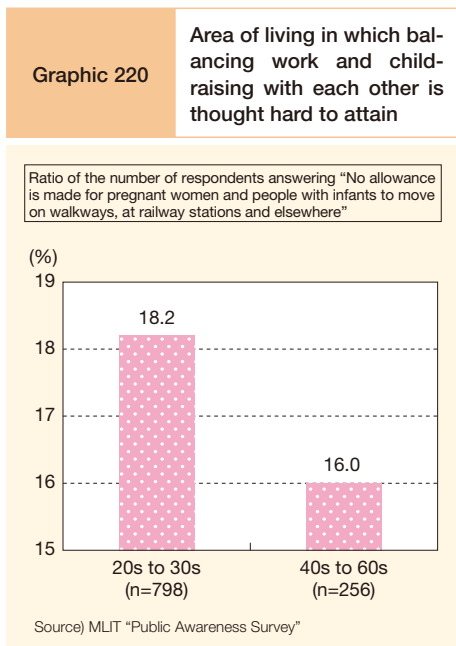 Graphic 220
Area of living in which bal-
ancing work and child-
raising with each other is
thought hard to attain
Ratio of the number of respondents answering “No allowance
is made for pregnant women and people with infants to move
on walkways, at railway stations and elsewhere”
(%)
19
18
17
16
15
18.2
16.0
20s to 30s
(n=798)
40s to 60s
(n=256)
Source) MLIT “Public Awareness Survey”